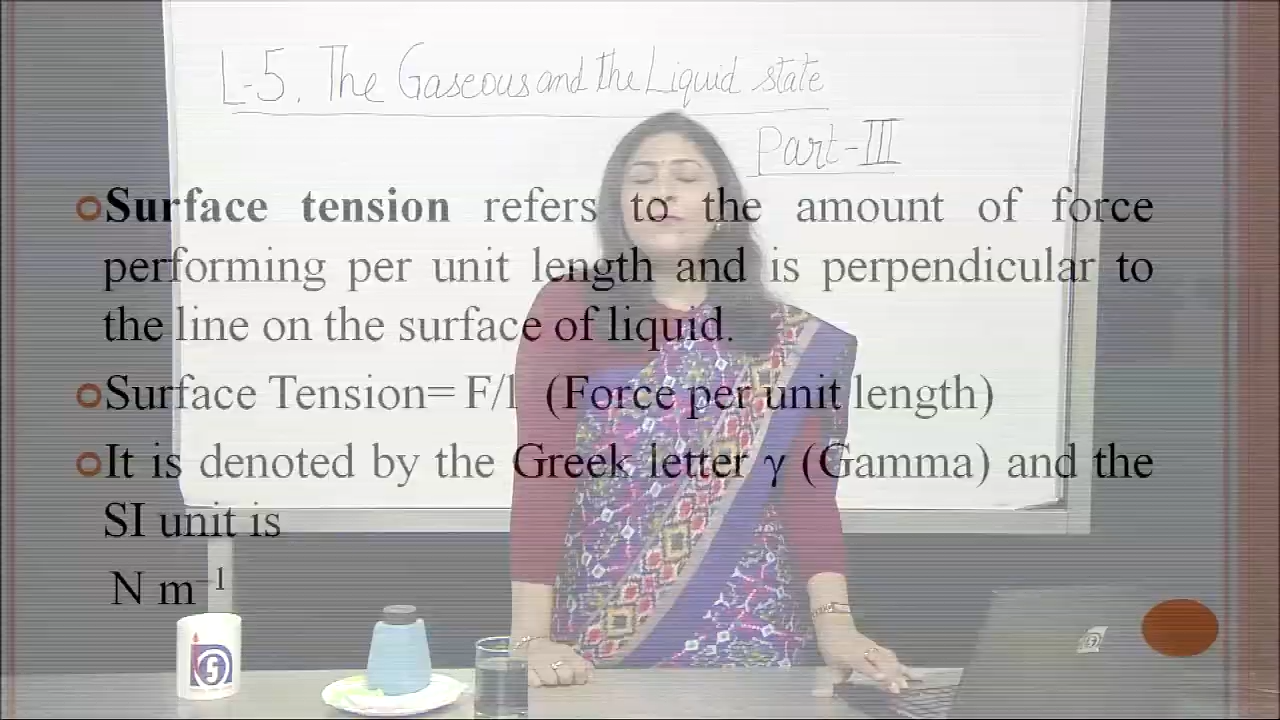 L-5. The Gaseous and the Liquid state
Part-III
Surface tension refers to the amount of force
performing per unit length and is perpendicular to
the line on the surface of liquid.
Surface Tension= F/l (Force per unit length)
It is denoted by the Greek letter γ (Gamma) and the
SI unit is
N m⁻¹